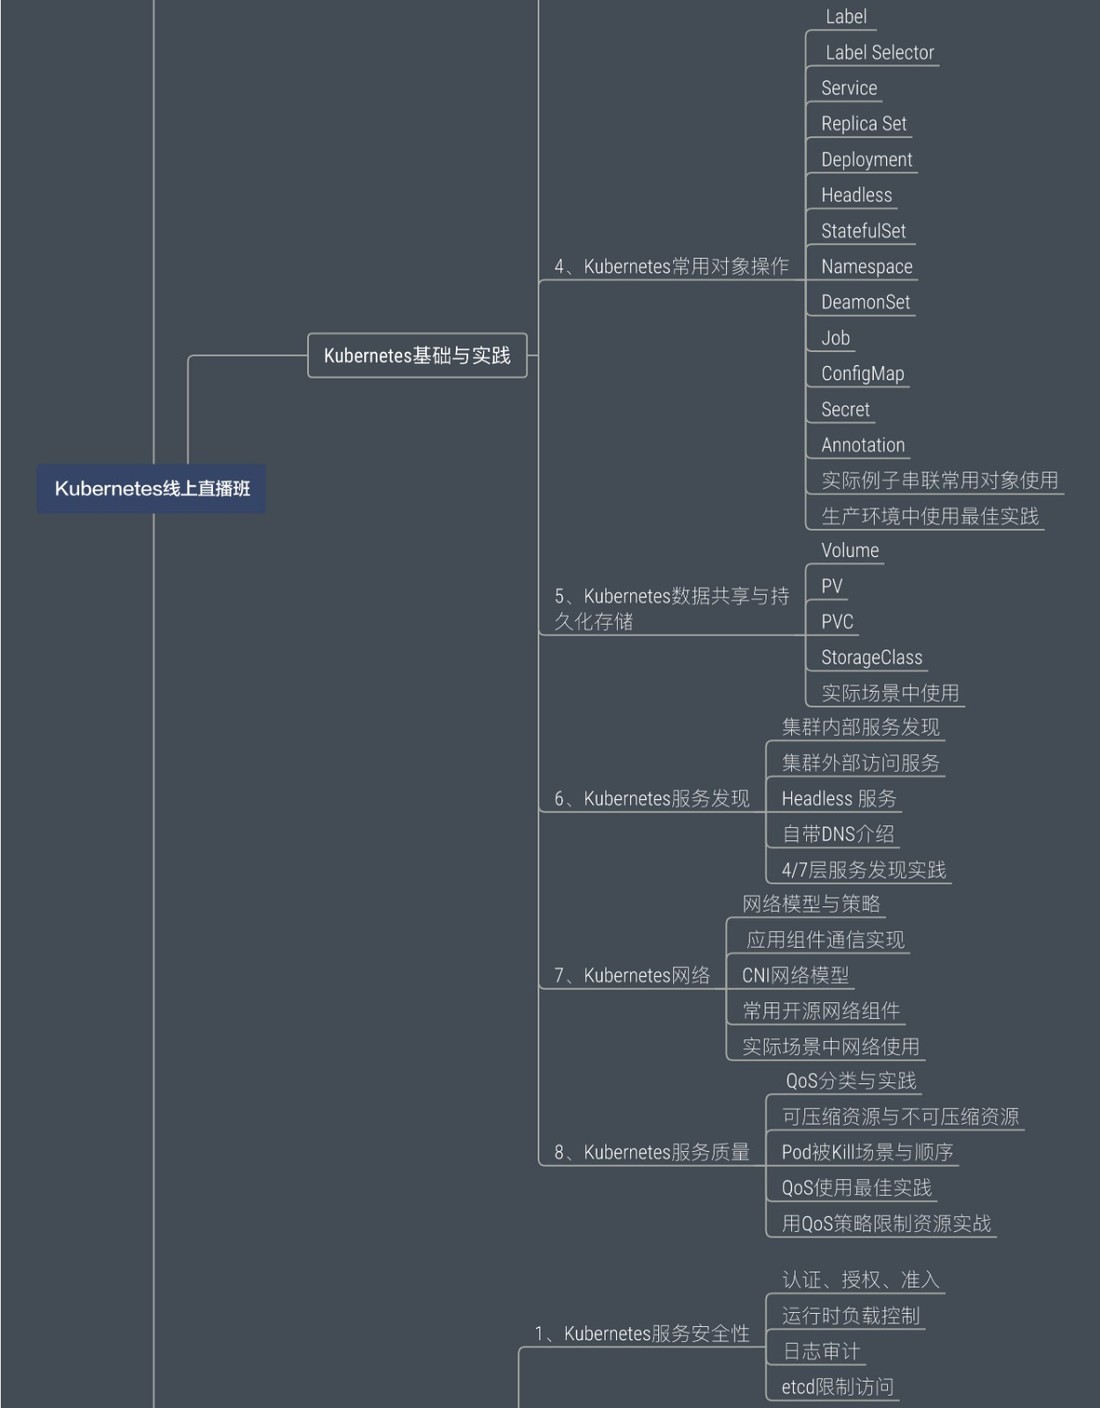 Label
Label Selector
Service
Replica Set
Deployment
Headless
StatefulSet
4、Kubernetes常用对象操作
Namespace
DeamonSet
Job
Kubernetes基础与实践
ConfigMap
Secret
Annotation
实际例子串联常用对象使用
Kubernetes线上直播班
生产环境中使用最佳实践
Volume
PV
5、Kubernetes数据共享与持
久化存储
PVC
StorageClass
实际场景中使用
集群内部服务发现
集群外部访问服务
6、Kubernetes服务发现
Headless 服务
自带DNS介绍
4/7层服务发现实践
网络模型与策略
应用组件通信实现
7、Kubernetes网络
CNI网络模型
常用开源网络组件
实际场景中网络使用
QoS分类与实践
可压缩资源与不可压缩资源
8、Kubernetes服务质量
Pod被Kill场景与顺序
QoS使用最佳实践
用QoS策略限制资源实战
认证、授权、准入
运行时负载控制
1、Kubernetes服务安全性
日志审计
etcd限制访问